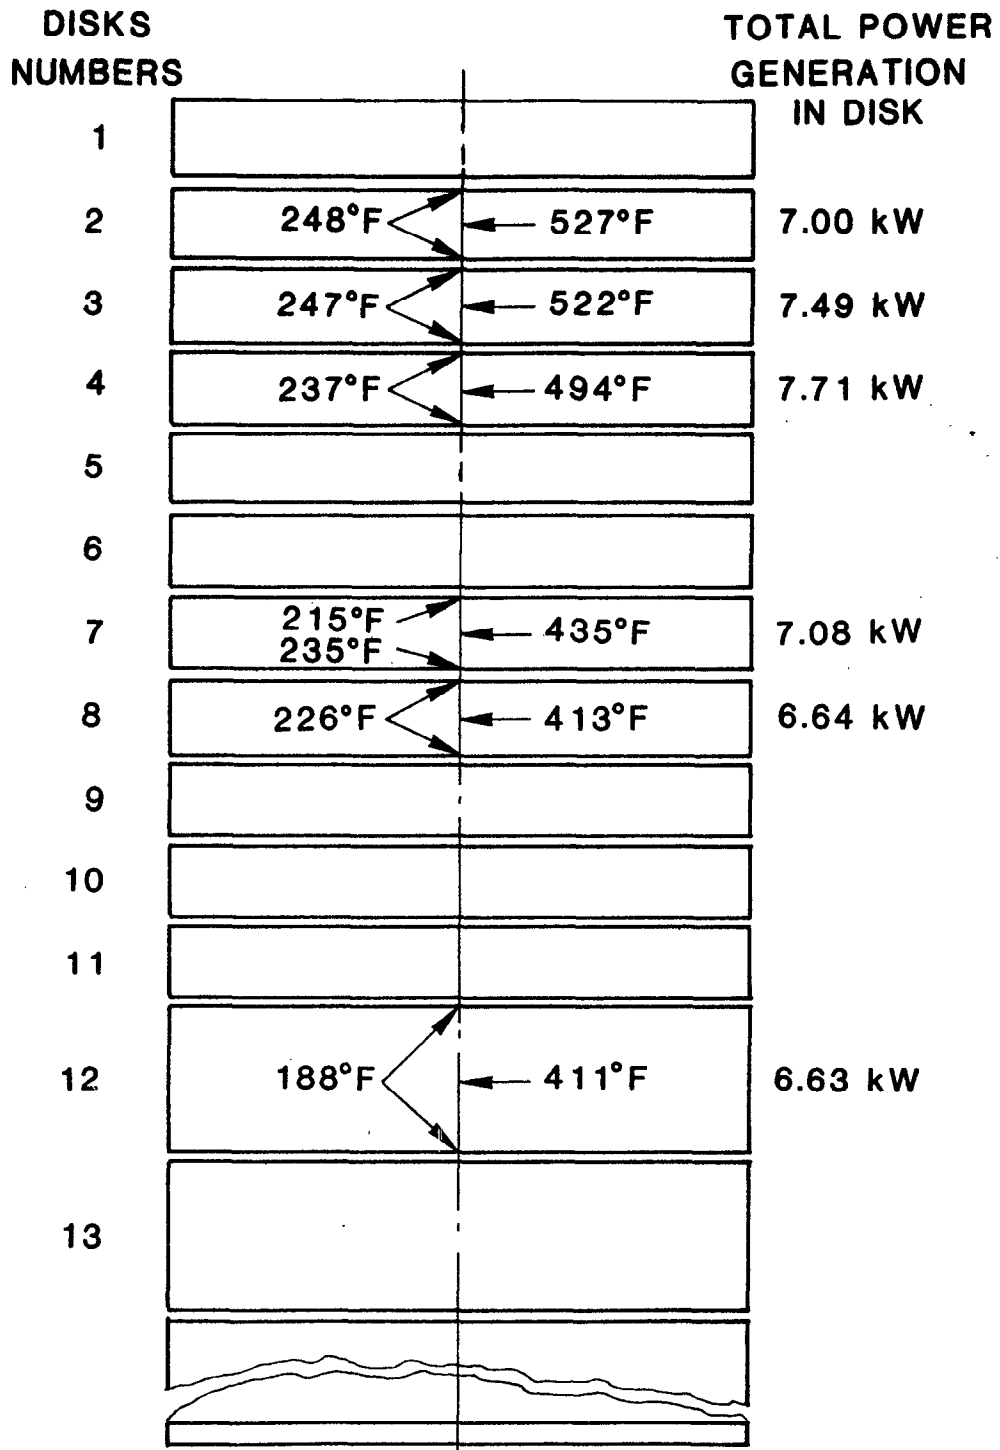 DISKS NUMBERS
TOTAL POWER GENERATION IN DISK
1
2 248°F 527°F 7.00 kW
3 247°F 522°F 7.49 kW
4 237°F 494°F 7.71 kW
5
6
7 215°F 235°F 435°F 7.08 kW
8 226°F 413°F 6.64 kW
9
10
11
12 188°F 411°F 6.63 kW
13